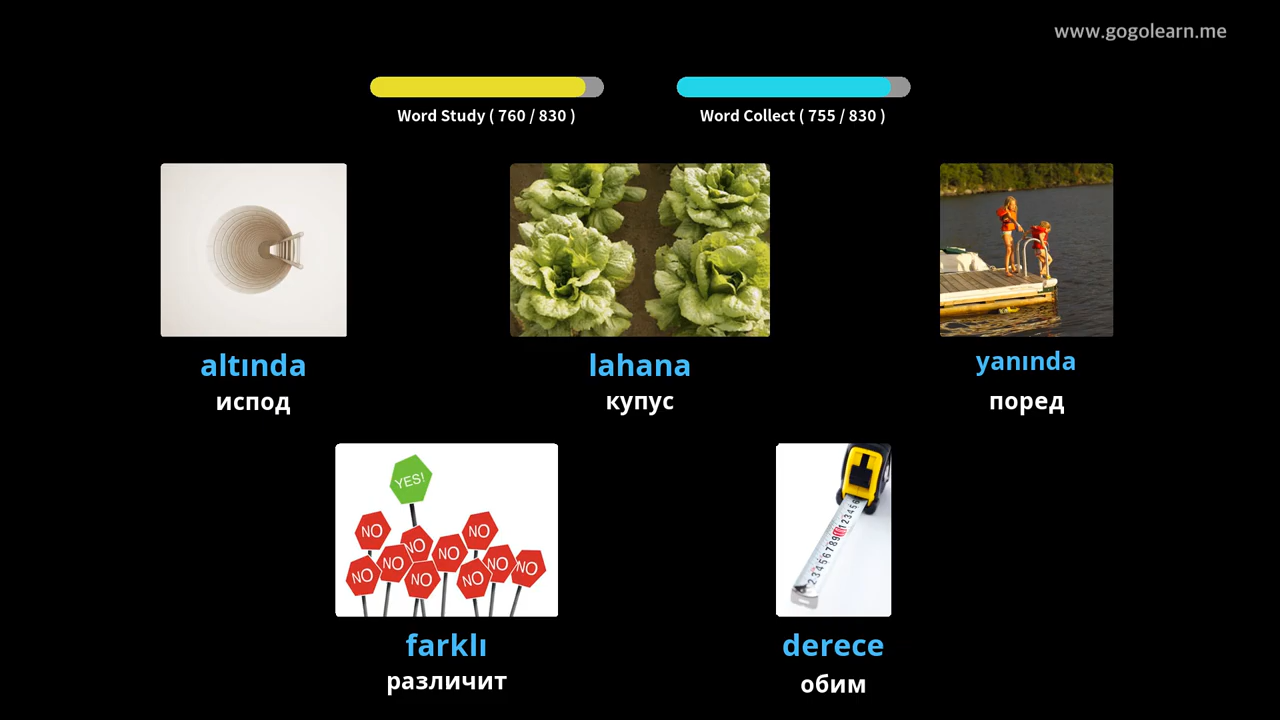 www.gogolearn.me
Word Study ( 760 / 830 )
Word Collect ( 755 / 830 )
altında
испод
lahana
купус
yanında
поред
YES!
NO
NO
NO
NO
NO
NO
NO
NO
NO
NO
farklı
различит
derece
обим